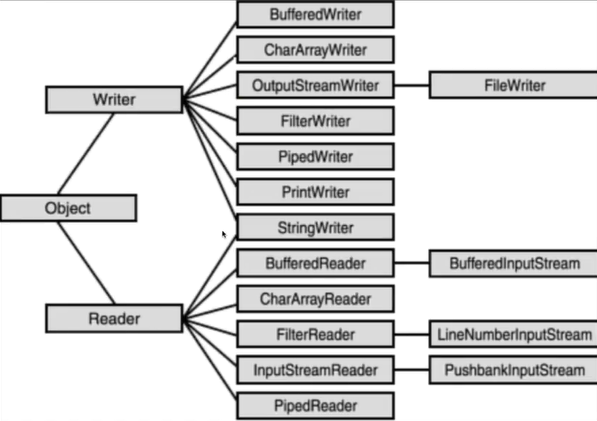 BufferedWriter
CharArrayWriter
OutputStreamWriter
FileWriter
Writer
FilterWriter
PipedWriter
PrintWriter
Object
StringWriter
BufferedReader
BufferedInputStream
CharArrayReader
Reader
FilterReader
LineNumberInputStream
InputStreamReader
PushbankInputStream
PipedReader